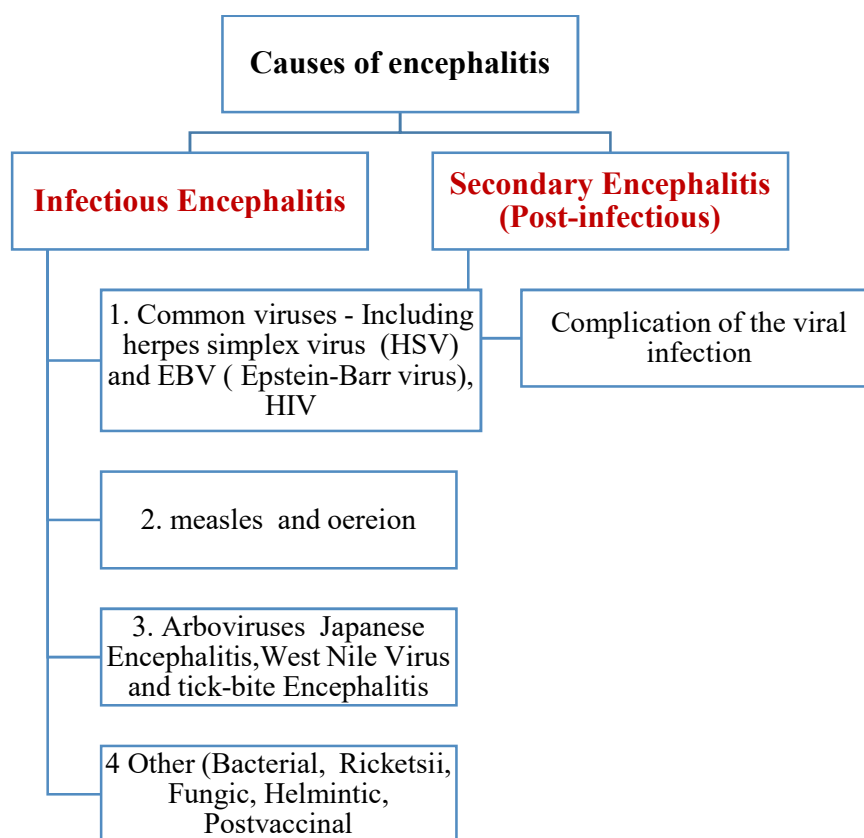 Causes of encephalitis
Infectious Encephalitis
Secondary Encephalitis
(Post-infectious)
1. Common viruses - Including
herpes simplex virus (HSV)
and EBV ( Epstein-Barr virus),
HIV
Complication of the viral
infection
2. measles and oereion
3. Arboviruses Japanese
Encephalitis,West Nile Virus
and tick-bite Encephalitis
4 Other (Bacterial, Ricketsii,
Fungic, Helmintic,
Postvaccinal